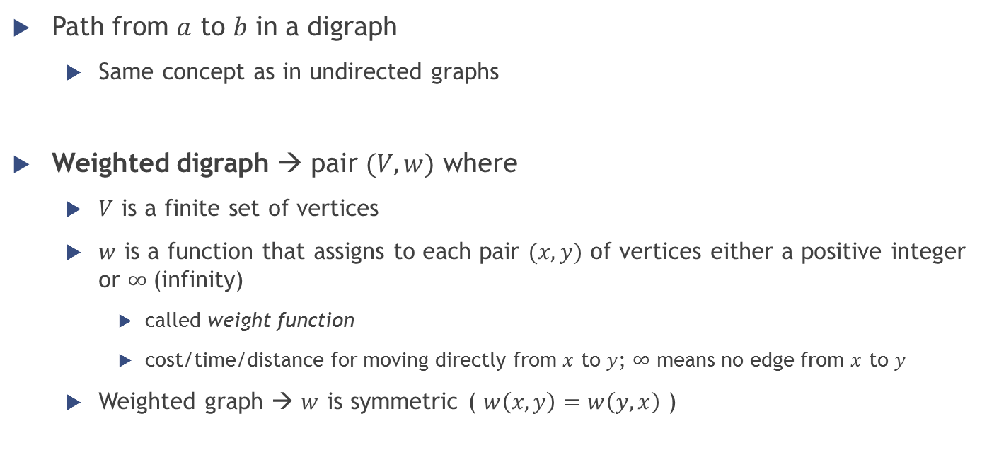 ▶ Path from a to b in a digraph
▶ Same concept as in undirected graphs
▶ Weighted digraph → pair (V, w) where
▶ V is a finite set of vertices
▶ w is a function that assigns to each pair (x, y) of vertices either a positive integer
or ∞ (infinity)
▶ called weight function
▶ cost/time/distance for moving directly from x to y; ∞ means no edge from x to y
▶ Weighted graph → w is symmetric ( w(x, y) = w(y, x) )